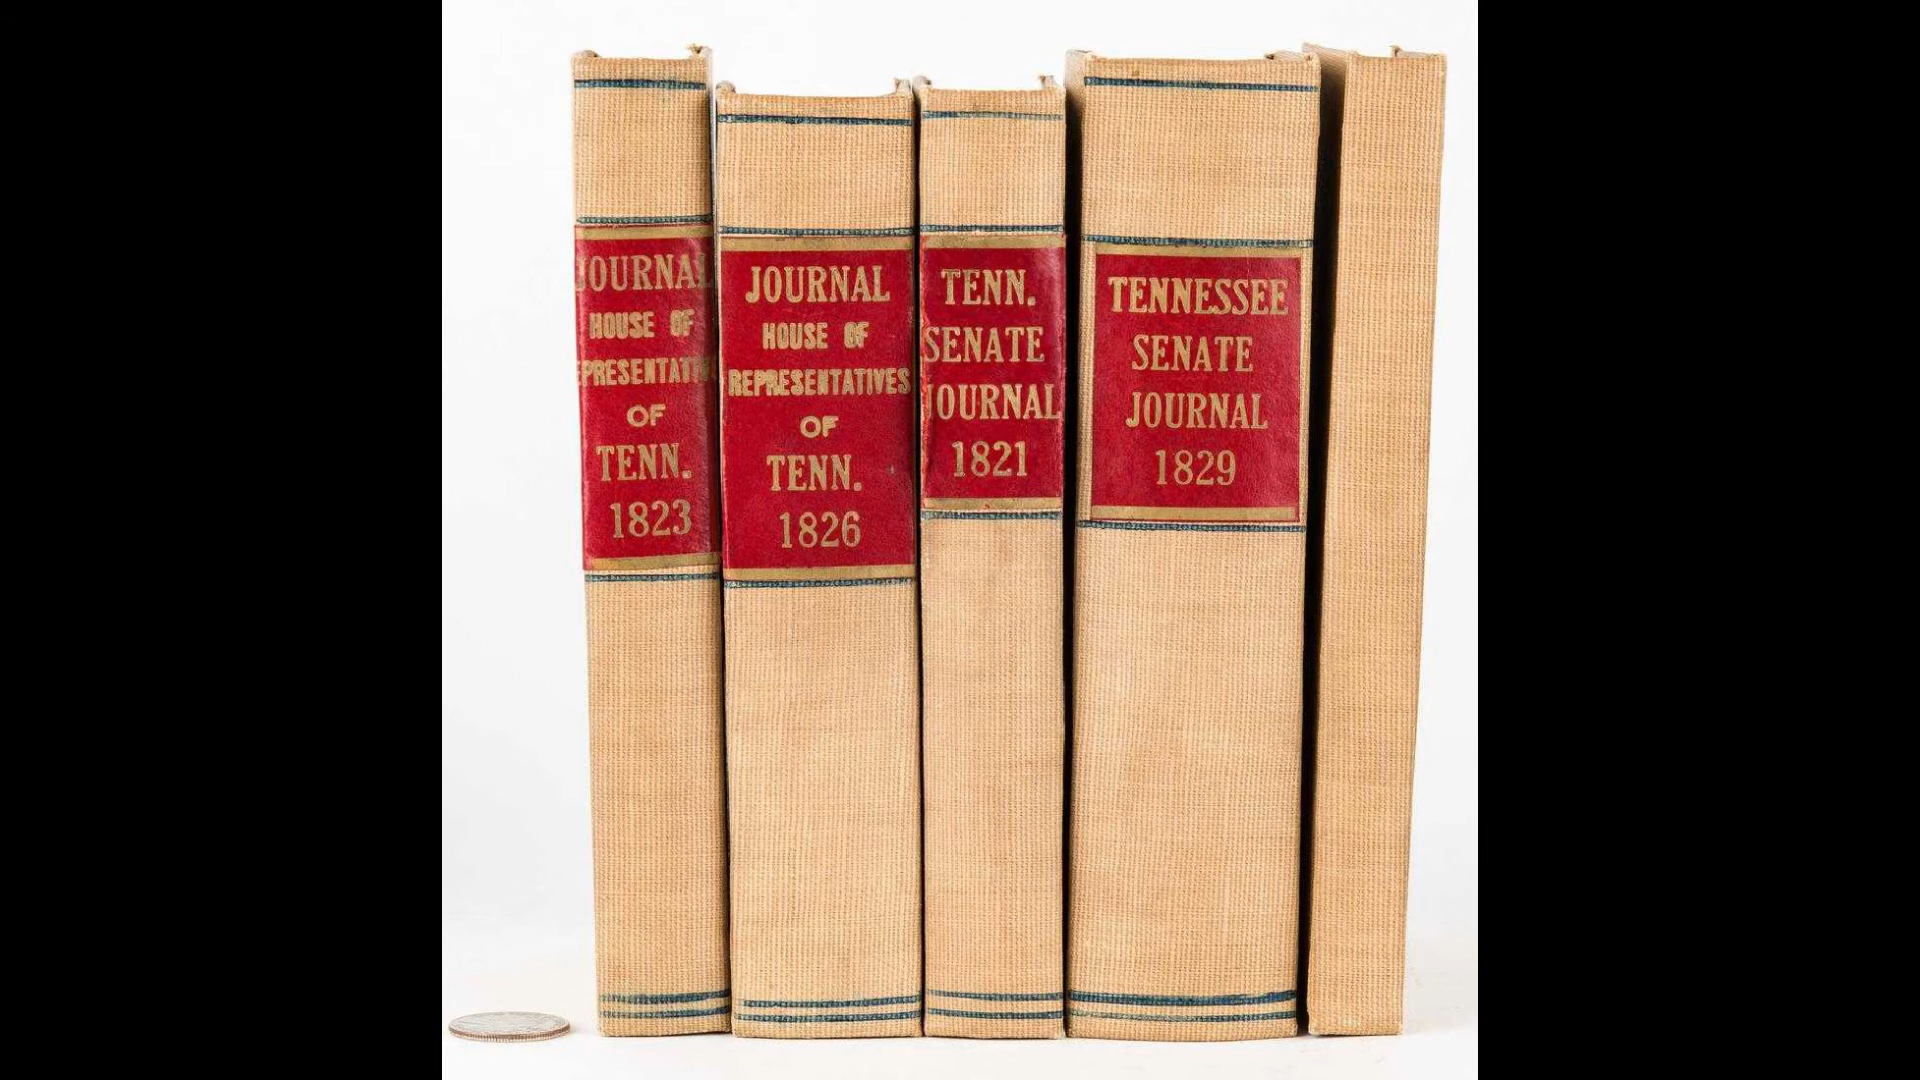 JOURNAL
HOUSE OF
EPRESENTATIV
OF
TENN.
1823
JOURNAL
HOUSE OF
REPRESENTATIVES
OF
TENN.
1826
TENN.
SENATE
JOURNAL
1821
TENNESSEE
SENATE
JOURNAL
1829